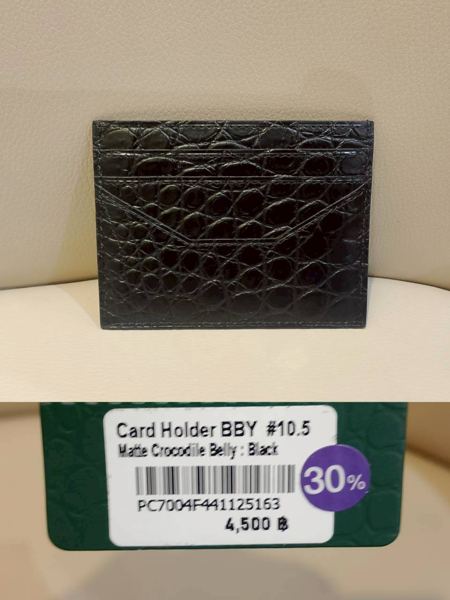 Card Holder BBY #10.5
Matte Crocodile Belly : Black
PC7004F441125163
4,500 ฿
30%